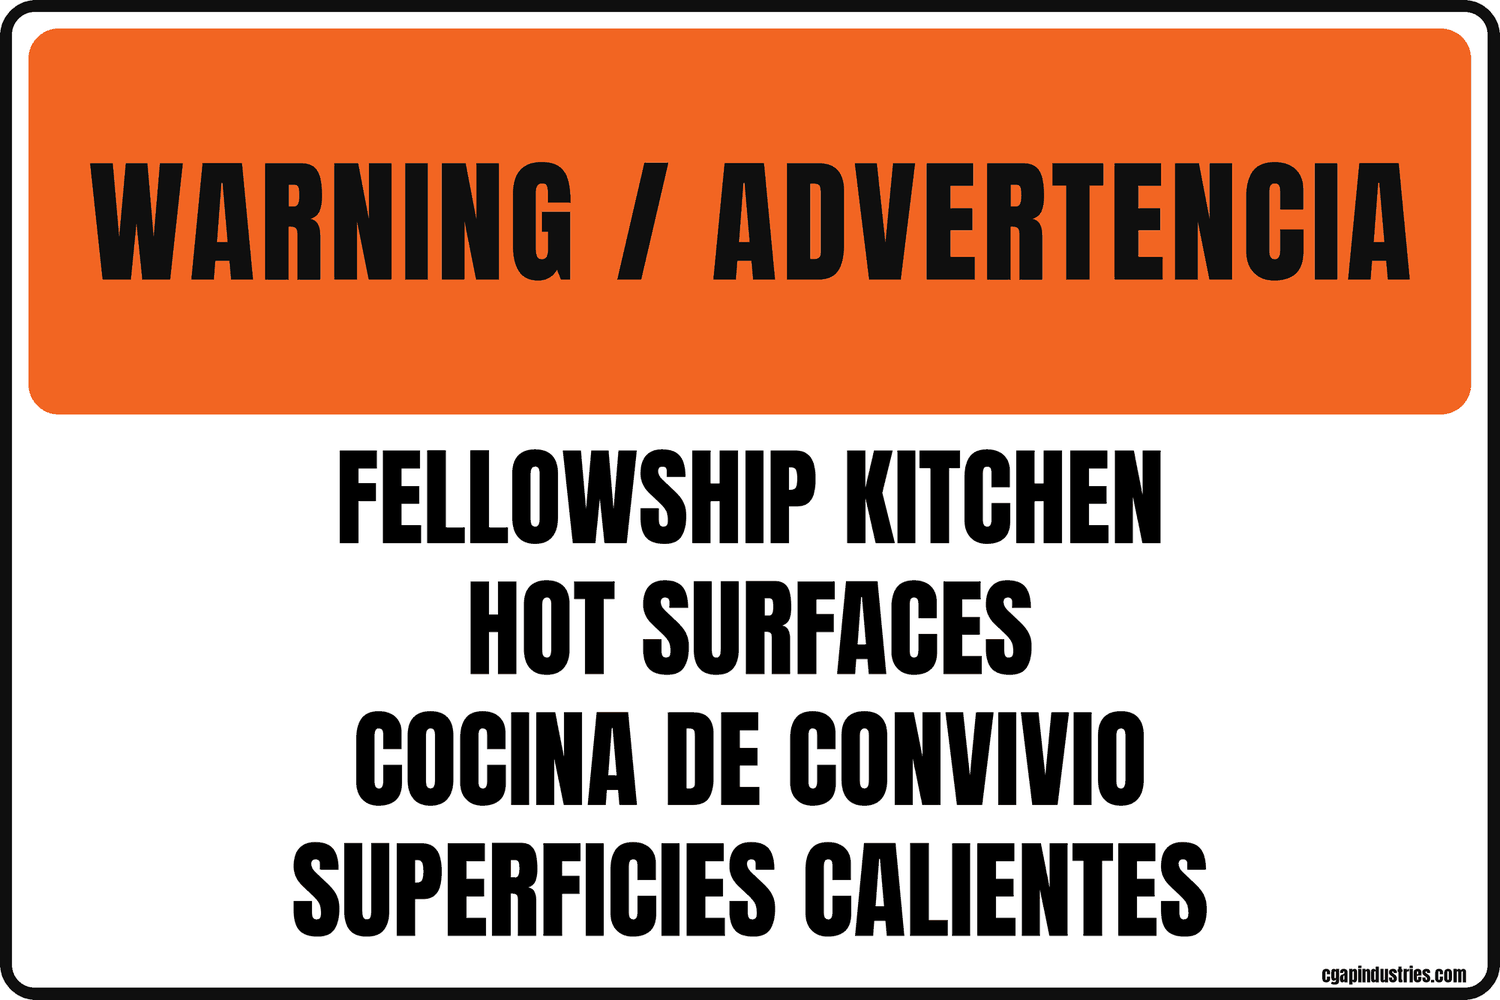 WARNING / ADVERTENCIA
FELLOWSHIP KITCHEN
HOT SURFACES
COCINA DE CONVIVIO
SUPERFICIES CALIENTES
cgapindustries.com